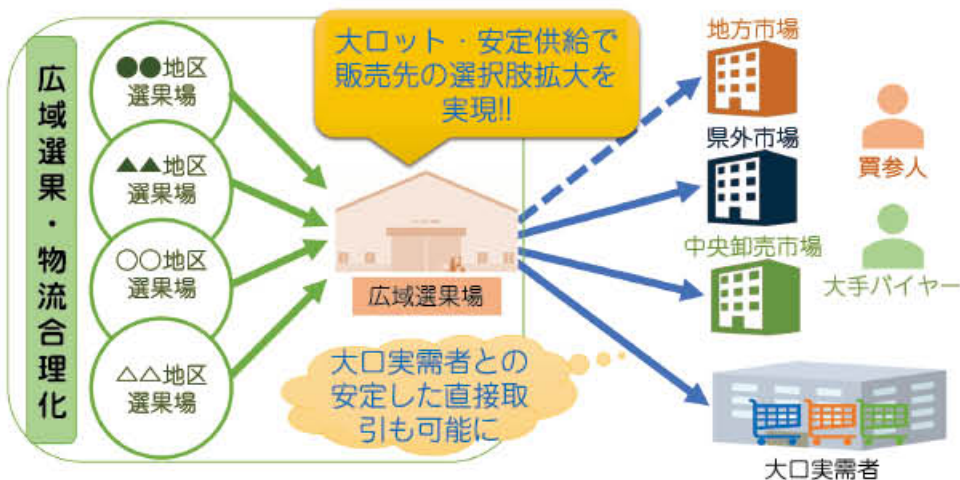 広域選果・物流合理化
●●地区
選果場
▲▲地区
選果場
○○地区
選果場
△△地区
選果場
大ロット・安定供給で
販売先の選択肢拡大を
実現!!
広域選果場
大口実需者との
安定した直接取
引も可能に
地方市場
県外市場
中央卸売市場
買参人
大手バイヤー
大口実需者